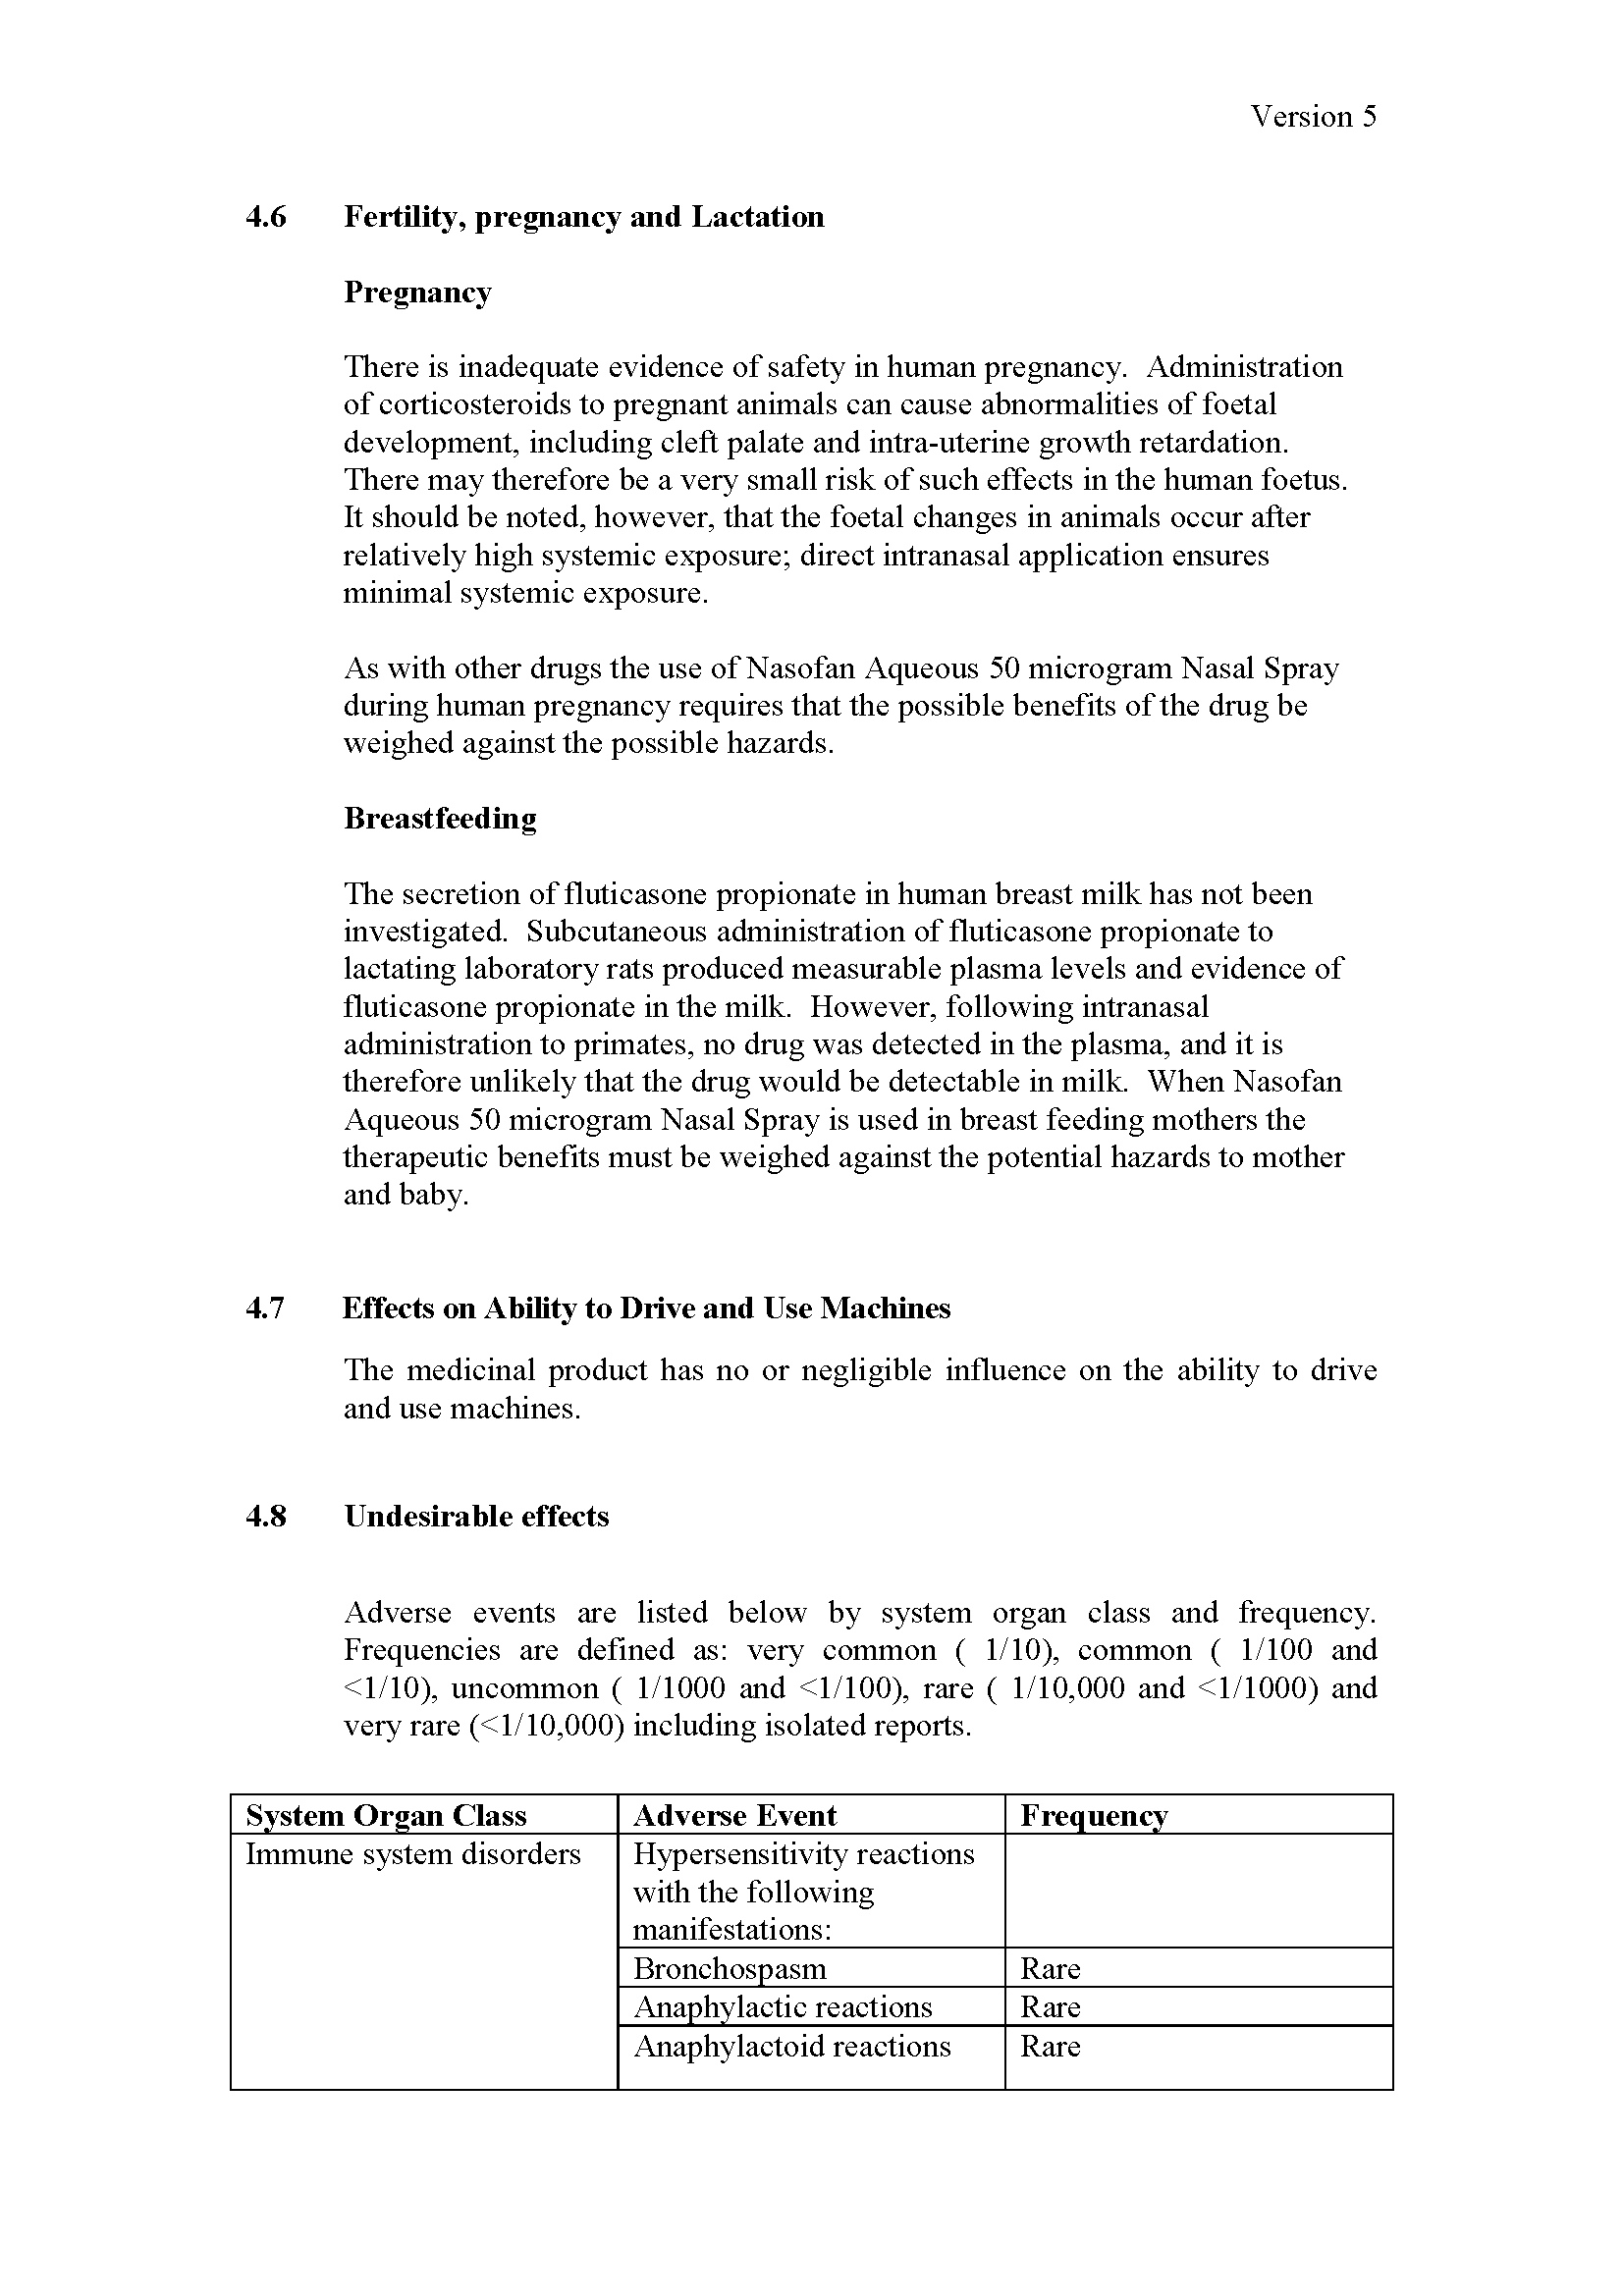 Version 5
4.6 Fertility, pregnancy and Lactation
Pregnancy
There is inadequate evidence of safety in human pregnancy. Administration
of corticosteroids to pregnant animals can cause abnormalities of foetal
development, including cleft palate and intra-uterine growth retardation.
There may therefore be a very small risk of such effects in the human foetus.
It should be noted, however, that the foetal changes in animals occur after
relatively high systemic exposure; direct intranasal application ensures
minimal systemic exposure.
As with other drugs the use of Nasofan Aqueous 50 microgram Nasal Spray
during human pregnancy requires that the possible benefits of the drug be
weighed against the possible hazards.
Breastfeeding
The secretion of fluticasone propionate in human breast milk has not been
investigated. Subcutaneous administration of fluticasone propionate to
lactating laboratory rats produced measurable plasma levels and evidence of
fluticasone propionate in the milk. However, following intranasal
administration to primates, no drug was detected in the plasma, and it is
therefore unlikely that the drug would be detectable in milk. When Nasofan
Aqueous 50 microgram Nasal Spray is used in breast feeding mothers the
therapeutic benefits must be weighed against the potential hazards to mother
and baby.
4.7 Effects on Ability to Drive and Use Machines
The medicinal product has no or negligible influence on the ability to drive
and use machines.
4.8 Undesirable effects
Adverse events are listed below by system organ class and frequency.
Frequencies are defined as: very common ( 1/10), common ( 1/100 and
<1/10), uncommon ( 1/1000 and <1/100), rare ( 1/10,000 and <1/1000) and
very rare (<1/10,000) including isolated reports.
System Organ Class Adverse Event Frequency
Immune system disorders Hypersensitivity reactions
with the following
manifestations:
Bronchospasm Rare
Anaphylactic reactions Rare
Anaphylactoid reactions Rare